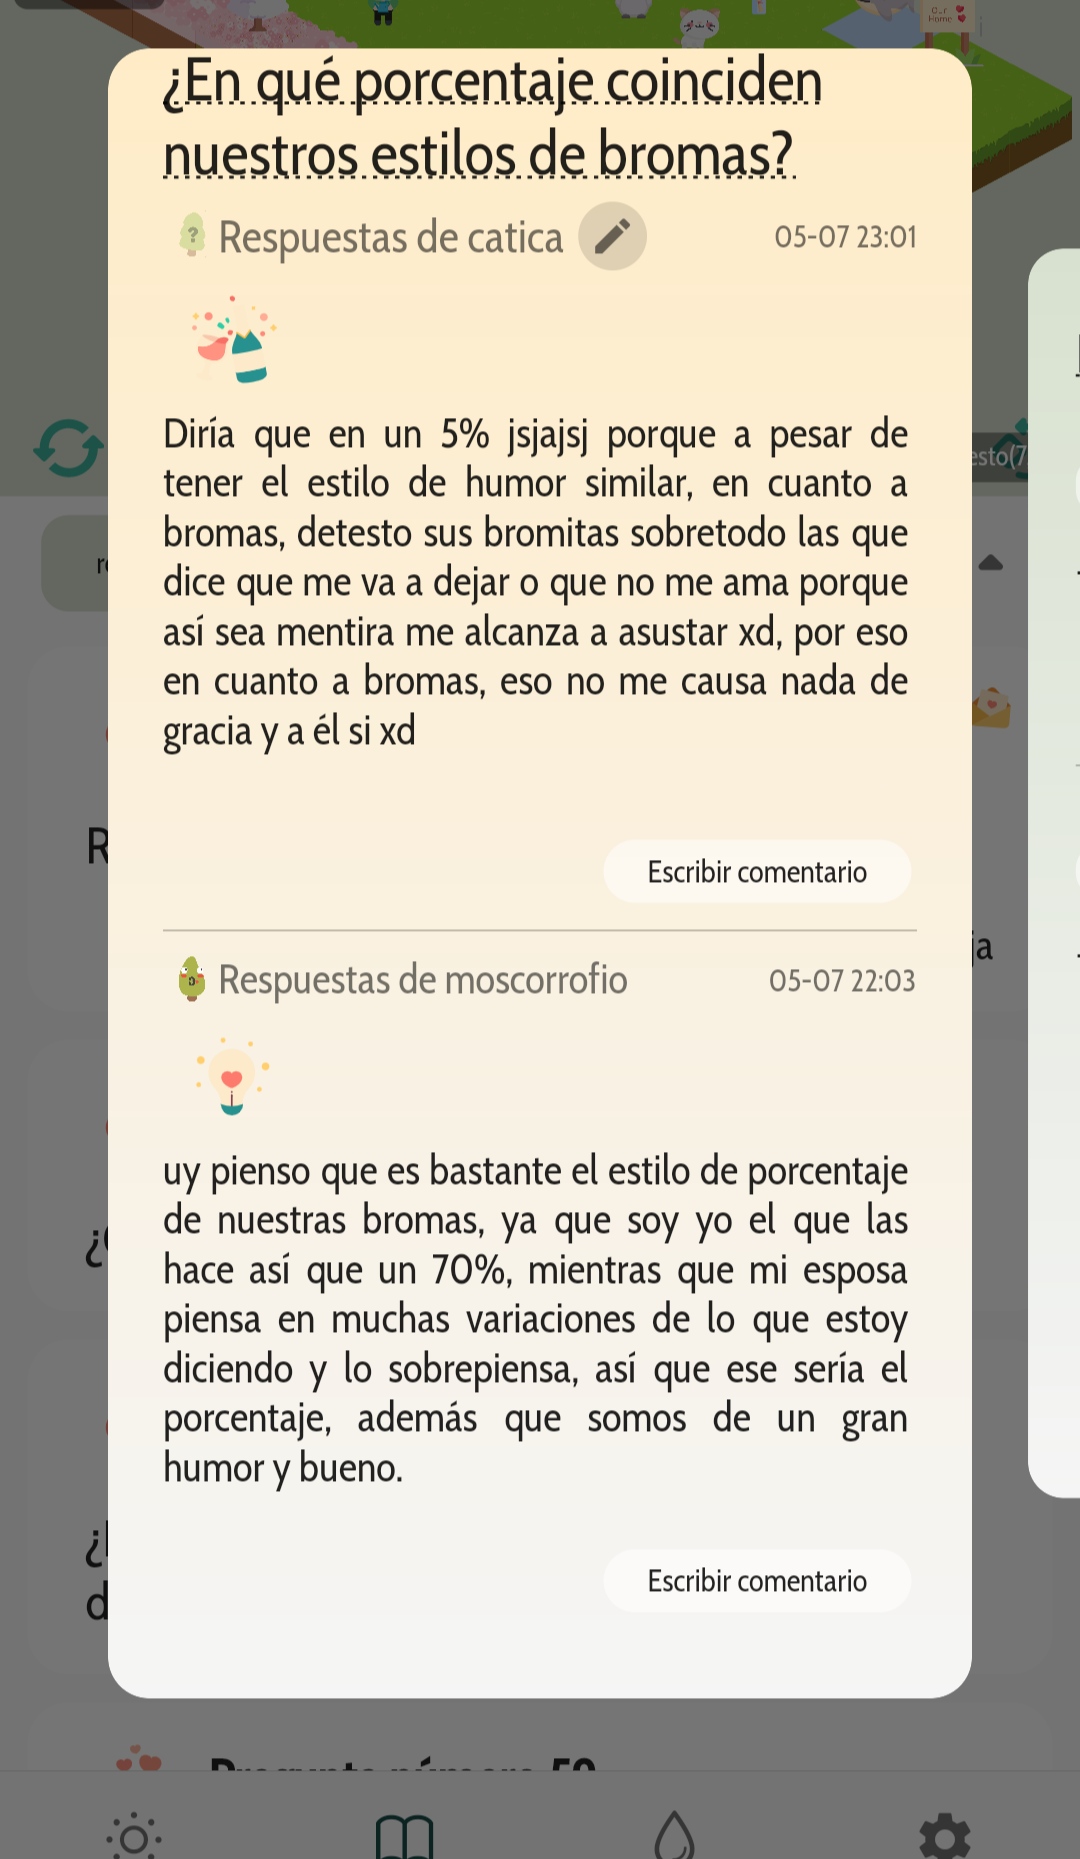 Our
Home
¿En qué porcentaje coinciden
nuestros estilos de bromas?
Respuestas de catica
05-07 23:01
Diría que en un 5% jsjajsj porque a pesar de
tener el estilo de humor similar, en cuanto a
bromas, detesto sus bromitas sobretodo las que
dice que me va a dejar o que no me ama porque
así sea mentira me alcanza a asustar xd, por eso
en cuanto a bromas, eso no me causa nada de
gracia y a él si xd
Escribir comentario
Respuestas de moscorrofio
05-07 22:03
uy pienso que es bastante el estilo de porcentaje
de nuestras bromas, ya que soy yo el que las
hace así que un 70%, mientras que mi esposa
piensa en muchas variaciones de lo que estoy
diciendo y lo sobrepiensa, así que ese sería el
porcentaje, además que somos de un gran
humor y bueno.
Escribir comentario